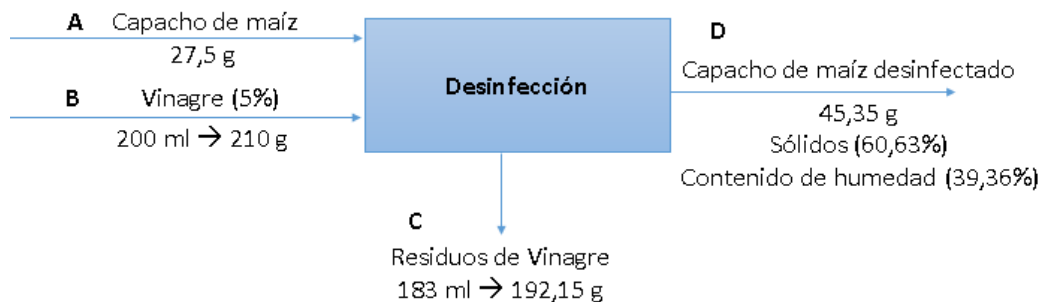 A Capacho de maíz
27,5 g
B Vinagre (5%)
200 ml → 210 g
Desinfección
D
Capacho de maíz desinfectado
45,35 g
Sólidos (60,63%)
Contenido de humedad (39,36%)
C
Residuos de Vinagre
183 ml → 192,15 g